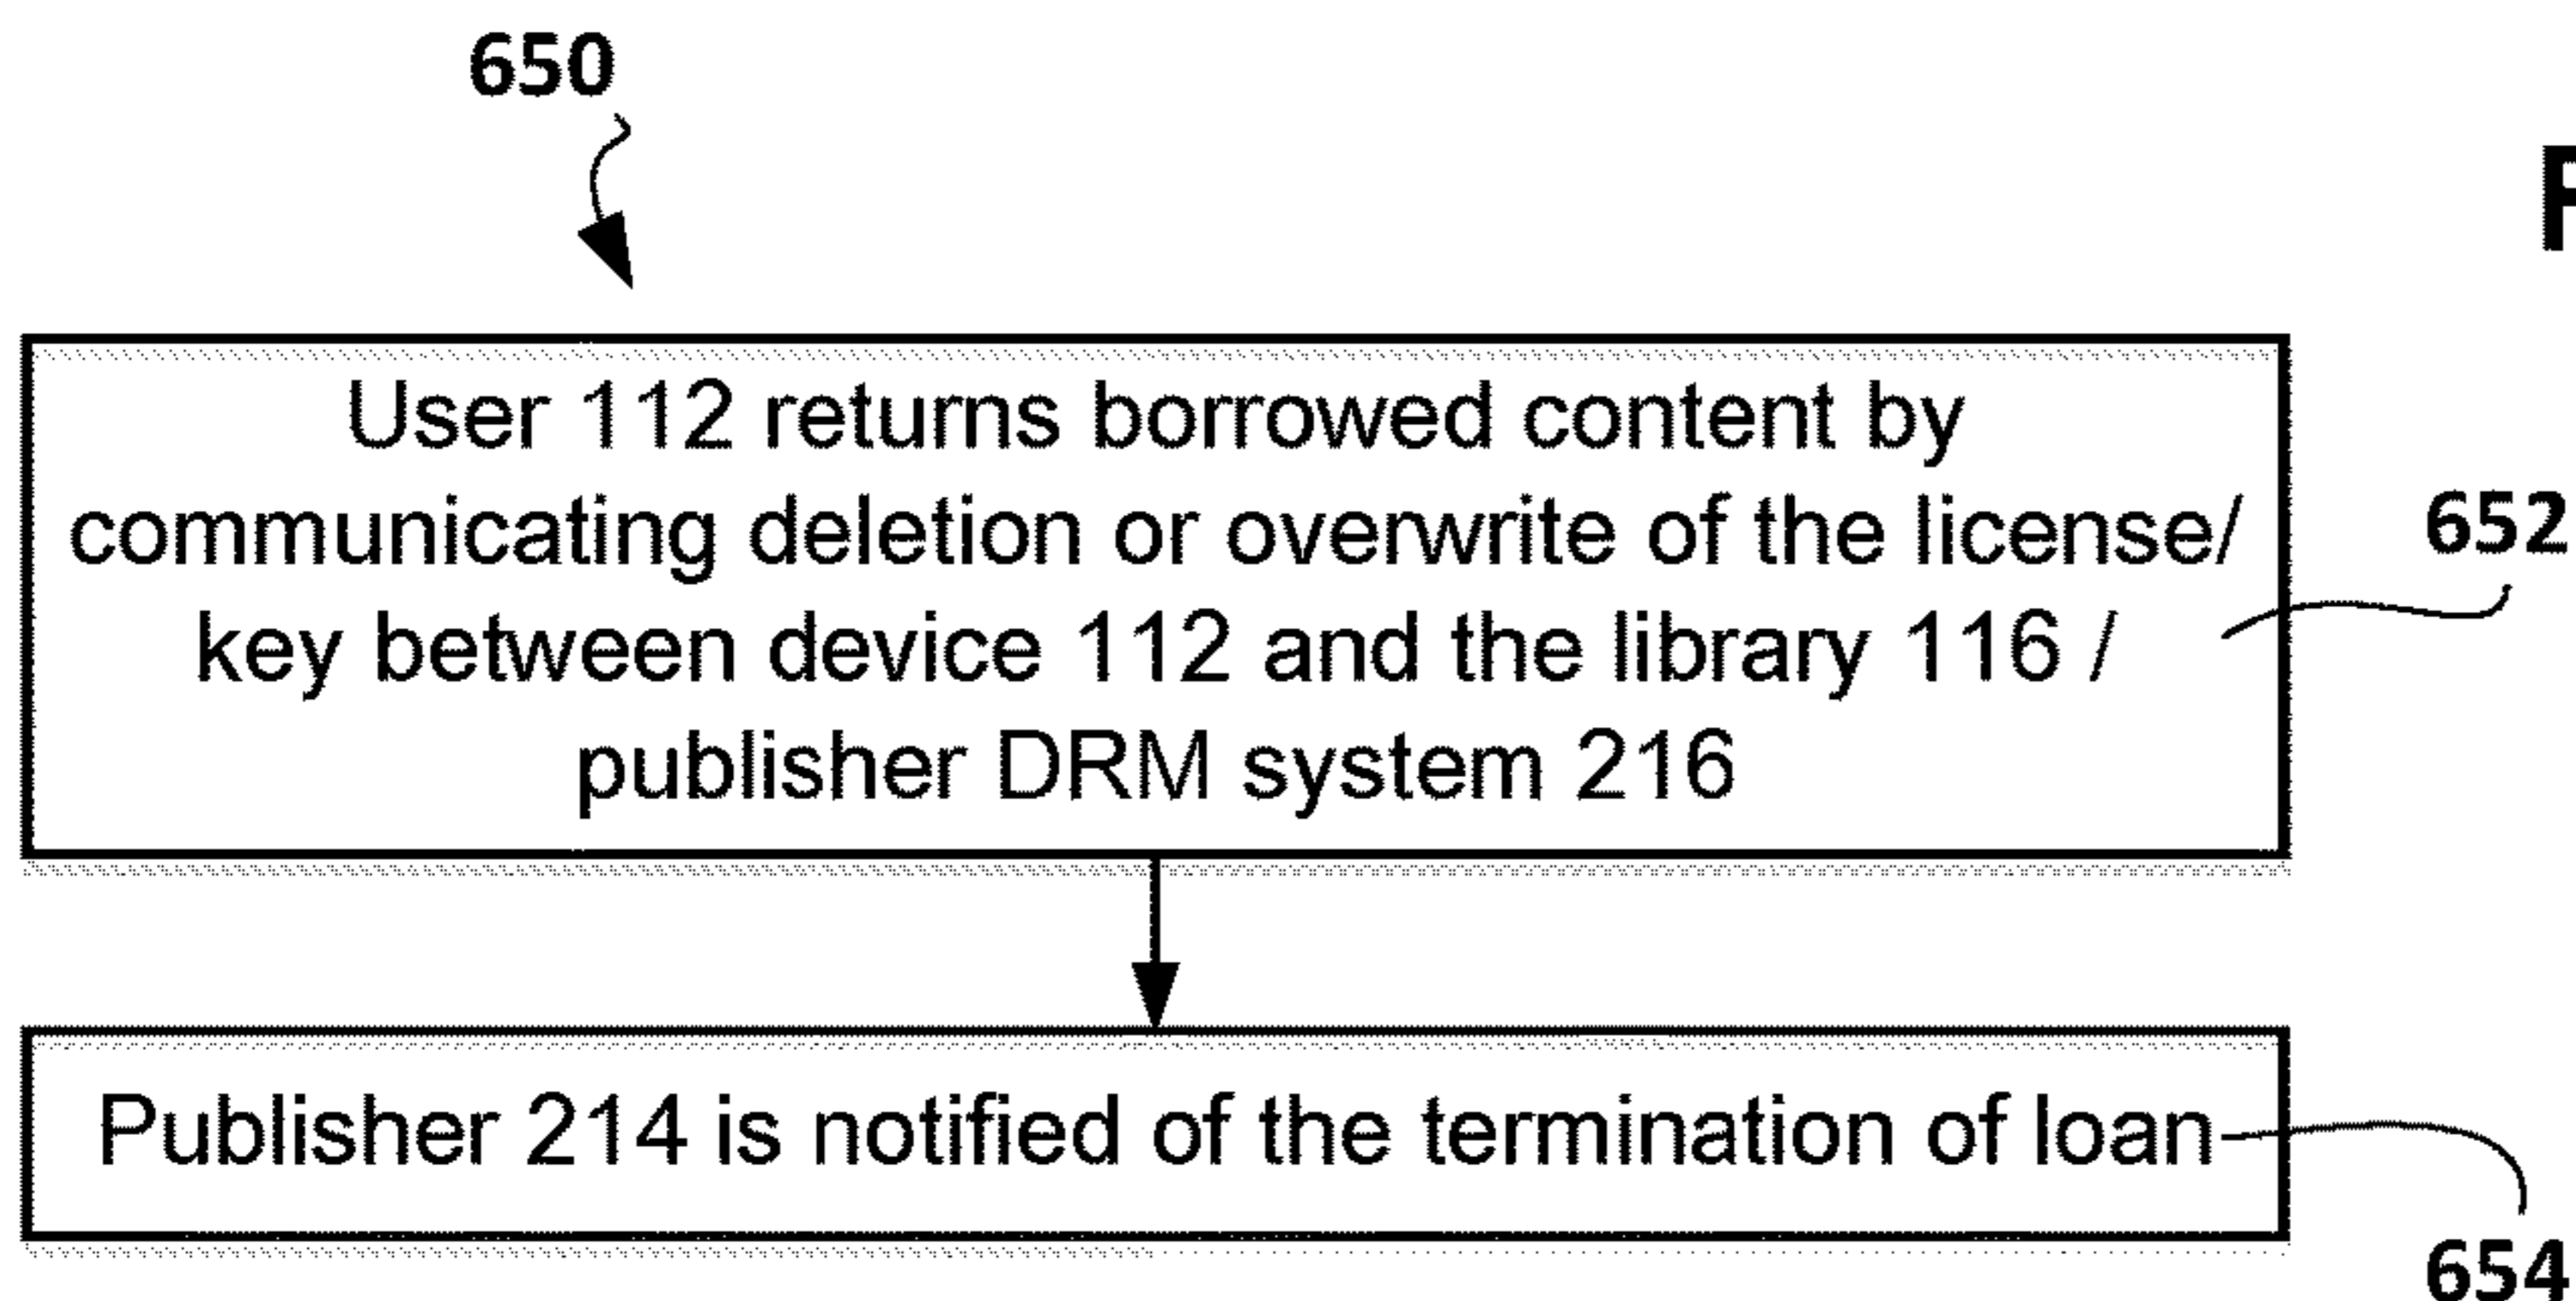 650
User 112 returns borrowed content by
communicating deletion or overwrite of the license/
key between device 112 and the library 116 /
publisher DRM system 216
652
Publisher 214 is notified of the termination of loan
654